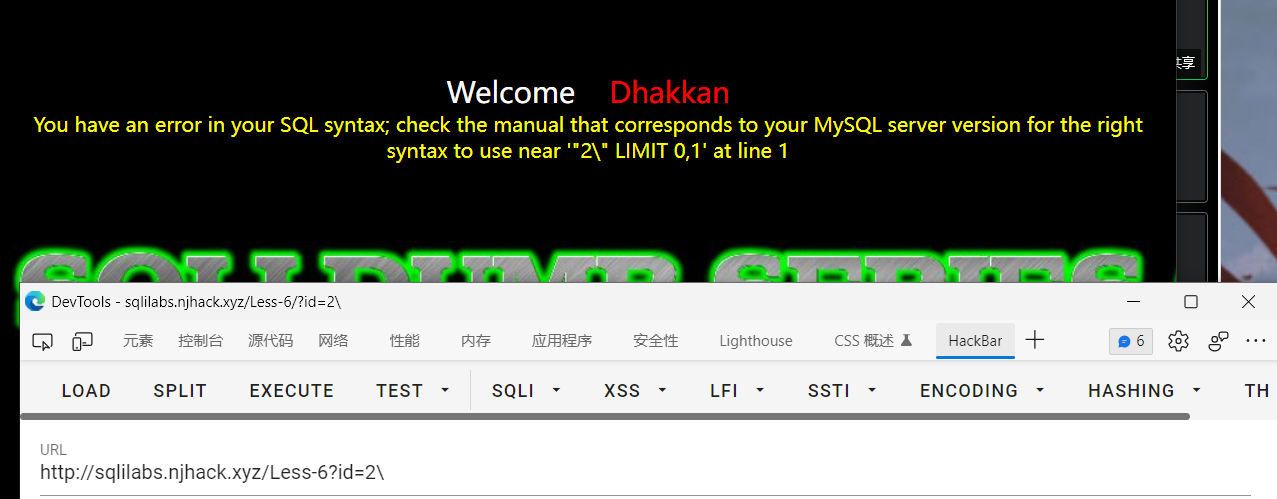 共享
Welcome Dhakkan
You have an error in your SQL syntax; check the manual that corresponds to your MySQL server version for the right
syntax to use near '"2\" LIMIT 0,1' at line 1
SQLI DUMB SERIES
DevTools - sqlilabs.njhack.xyz/Less-6/?id=2\
元素 控制台 源代码 网络 性能 内存 应用程序 安全性 Lighthouse CSS 概述 HackBar 6
LOAD SPLIT EXECUTE TEST SQLI XSS LFI SSTI ENCODING HASHING TH
URL
http://sqlilabs.njhack.xyz/Less-6?id=2\